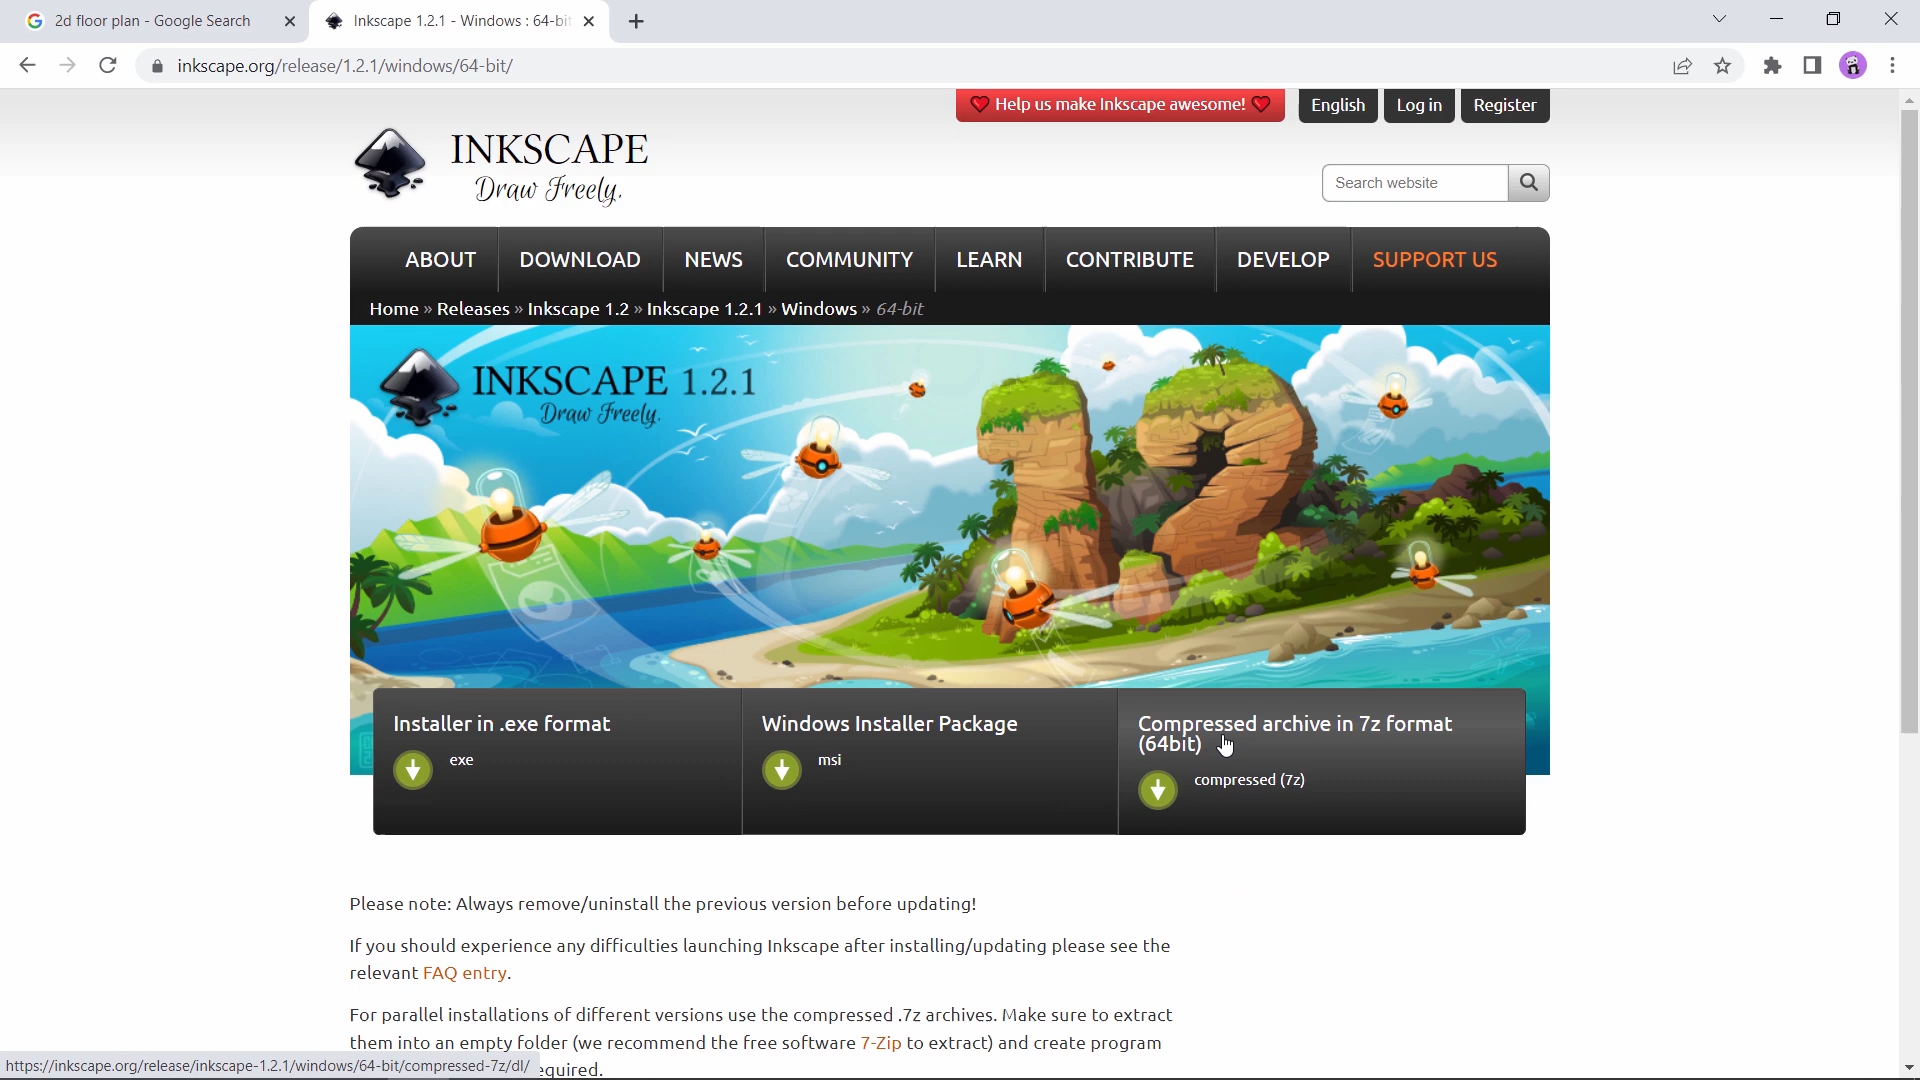 2d floor plan - Google Search
Inkscape 1.2.1 - Windows : 64-bit
inkscape.org/release/1.2.1/windows/64-bit/
Help us make Inkscape awesome!
English
Log in
Register
INKSCAPE
Draw Freely.
Search website
ABOUT
DOWNLOAD
NEWS
COMMUNITY
LEARN
CONTRIBUTE
DEVELOP
SUPPORT US
Home » Releases » Inkscape 1.2 » Inkscape 1.2.1 » Windows » 64-bit
INKSCAPE 1.2.1
Draw Freely.
12
Installer in .exe format
exe
Windows Installer Package
msi
Compressed archive in 7z format
(64bit)
compressed (7z)
Please note: Always remove/uninstall the previous version before updating!
If you should experience any difficulties launching Inkscape after installing/updating please see the
relevant FAQ entry.
For parallel installations of different versions use the compressed .7z archives. Make sure to extract
them into an empty folder (we recommend the free software 7-Zip to extract) and create program
equired.
https://inkscape.org/release/inkscape-1.2.1/windows/64-bit/compressed-7z/dl/